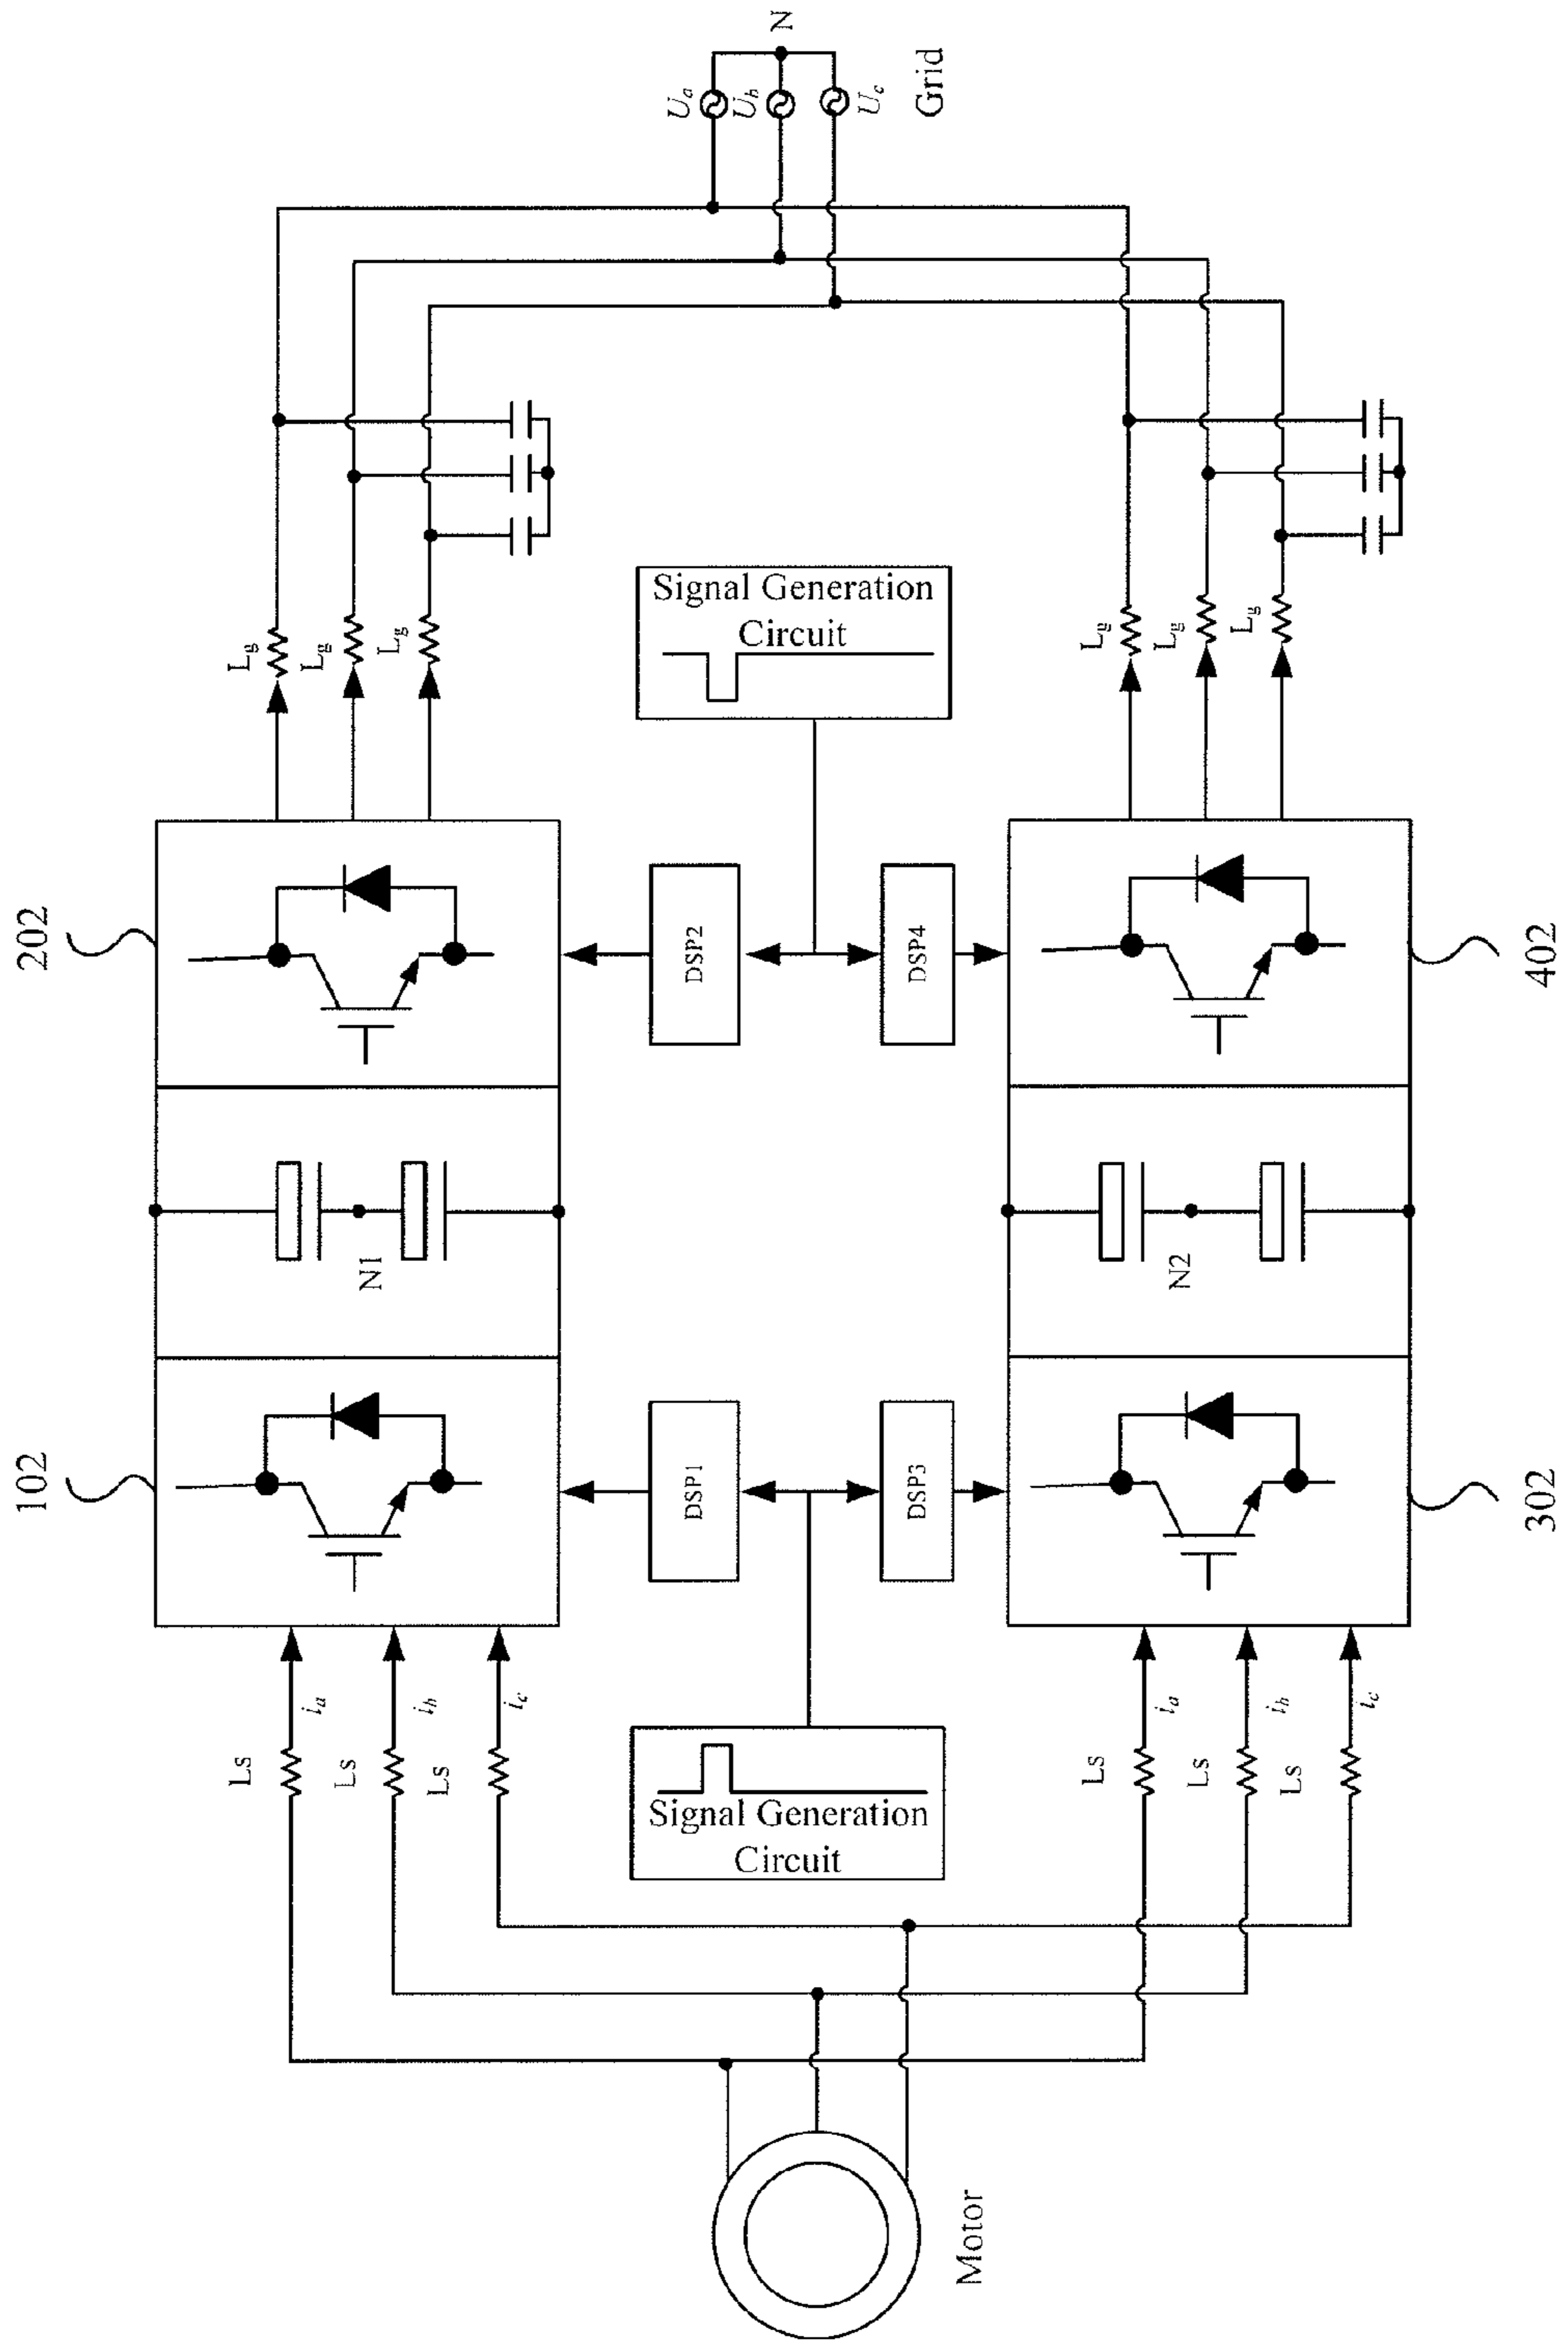 N
Grid
Ua
Ub
Uc
Lg
Lg
Lg
Lg
Lg
Lg
Signal Generation
Circuit
202
DSP2
DSP4
402
N1
N2
102
DSP1
DSP3
302
ia
ib
ic
ia
ib
ic
Ls
Ls
Ls
Ls
Ls
Ls
Signal Generation
Circuit
Motor